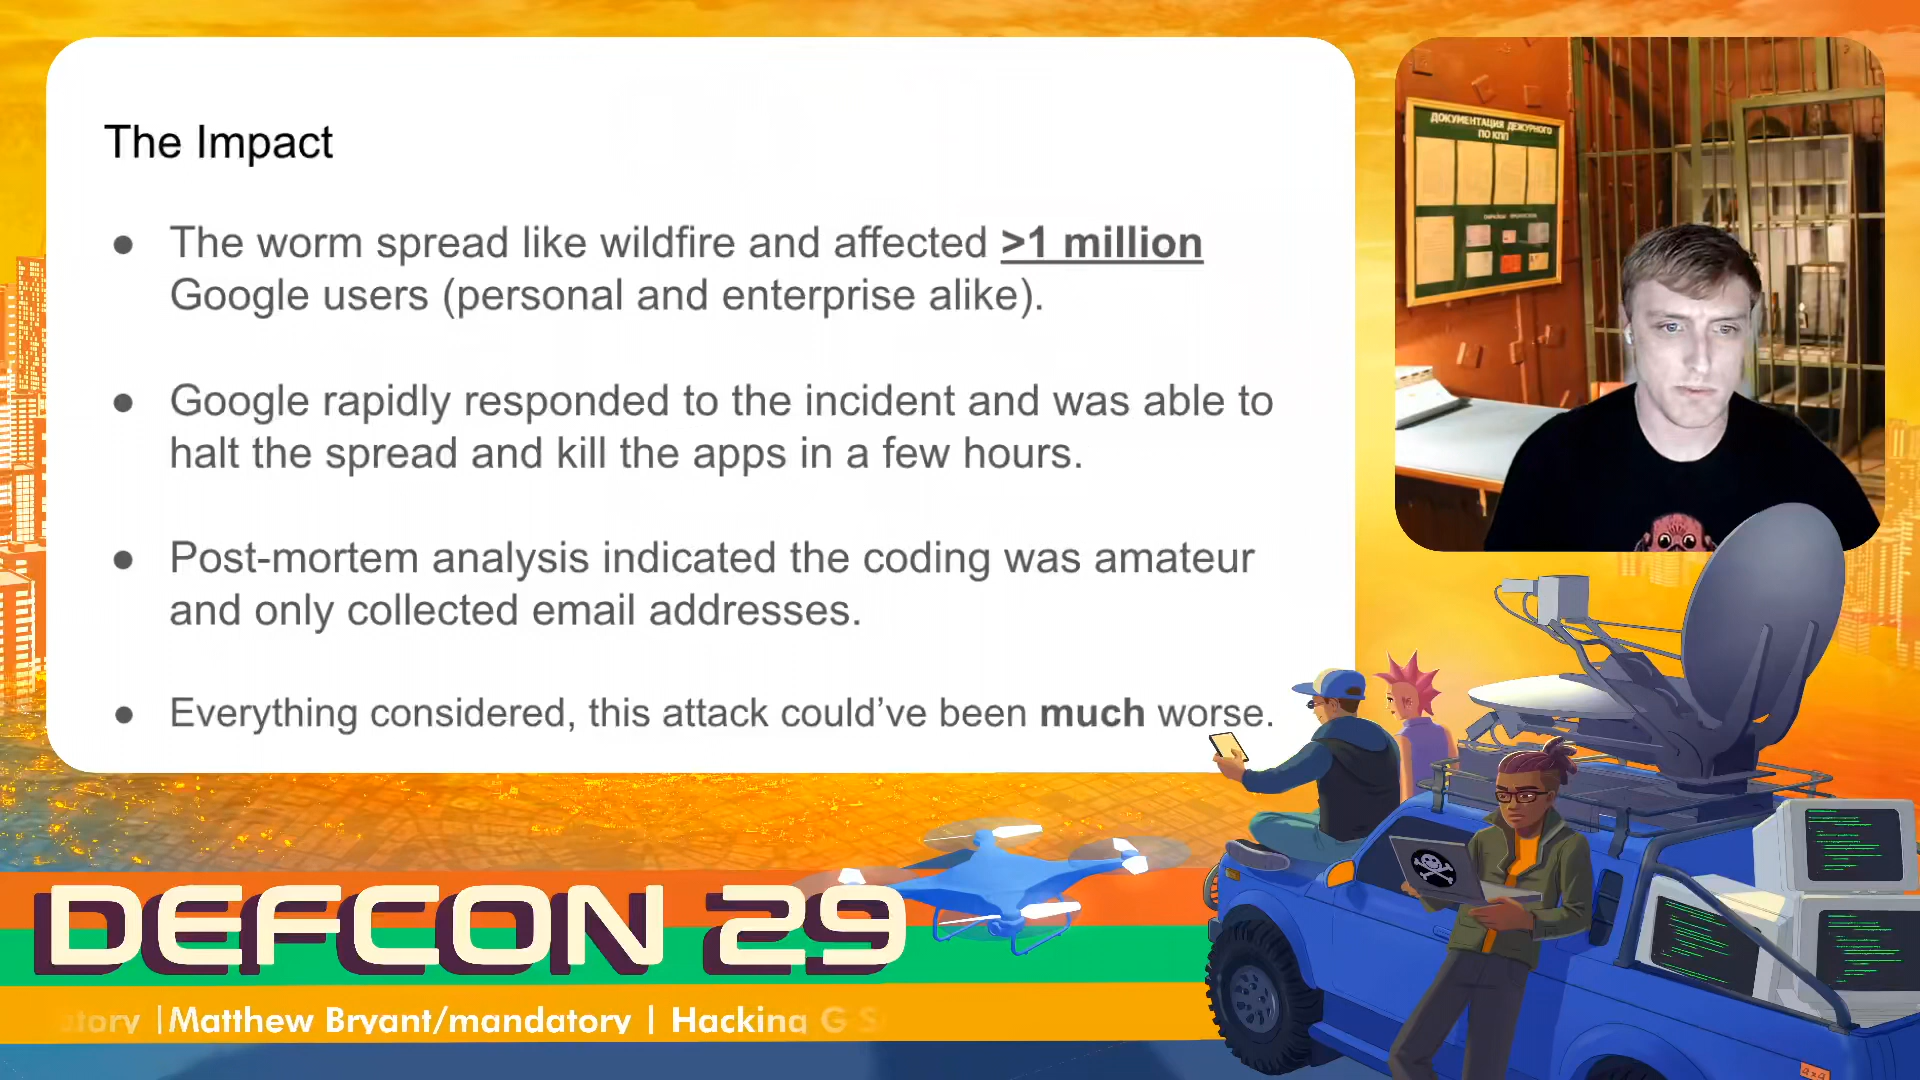 The Impact
● The worm spread like wildfire and affected >1 million
Google users (personal and enterprise alike).
● Google rapidly responded to the incident and was able to
halt the spread and kill the apps in a few hours.
● Post-mortem analysis indicated the coding was amateur
and only collected email addresses.
● Everything considered, this attack could’ve been much worse.
ДОКУМЕНТАЦИЯ ДЕЖУРНОГО
ПО КПП
DEFCON 29
atory | Matthew Bryant/mandatory | Hacking G S
4x4